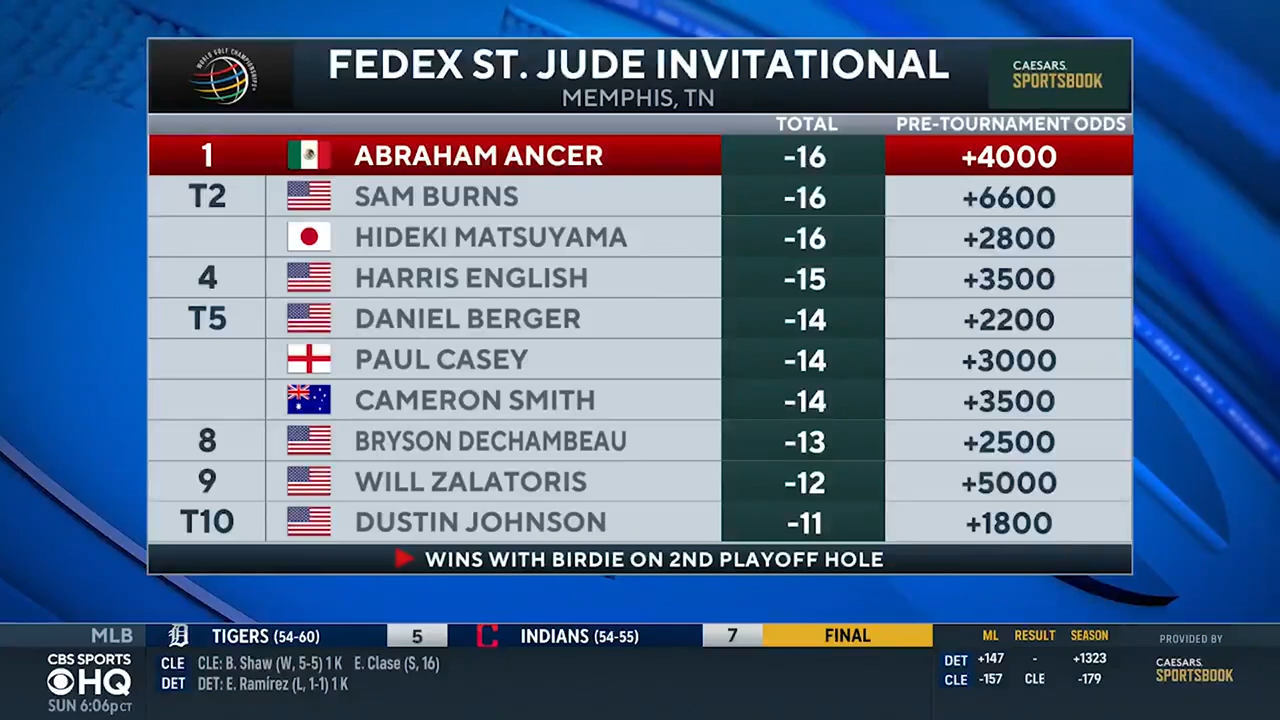 WORLD GOLF CHAMPIONSHIPS
FEDEX ST. JUDE INVITATIONAL
MEMPHIS, TN
CAESARS
SPORTSBOOK
TOTAL PRE-TOURNAMENT ODDS
1 ABRAHAM ANCER -16 +4000
T2 SAM BURNS -16 +6600
HIDEKI MATSUYAMA -16 +2800
4 HARRIS ENGLISH -15 +3500
T5 DANIEL BERGER -14 +2200
PAUL CASEY -14 +3000
CAMERON SMITH -14 +3500
8 BRYSON DECHAMBEAU -13 +2500
9 WILL ZALATORIS -12 +5000
T10 DUSTIN JOHNSON -11 +1800
WINS WITH BIRDIE ON 2ND PLAYOFF HOLE
MLB D TIGERS (54-60) 5 C INDIANS (54-55) 7 FINAL
CBS SPORTS
HQ
SUN 6:06P CT
CLE CLE: B. Shaw (W, 5-5) 1 K E. Clase (S, 16)
DET DET: E. Ramírez (L, 1-1) 1 K
ML RESULT SEASON
DET +147 - +1323
CLE -157 CLE -179
PROVIDED BY
CAESARS
SPORTSBOOK